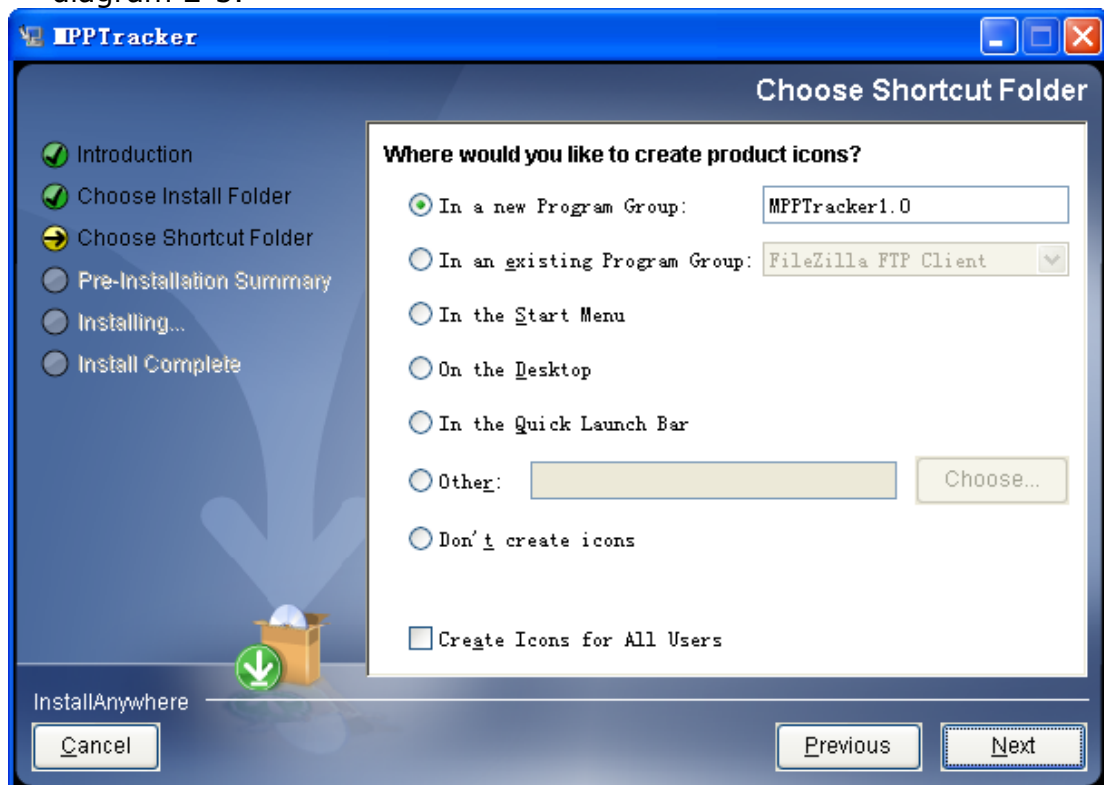 diagram 2-3.
MPPTracker
Choose Shortcut Folder
Introduction
Choose Install Folder
Choose Shortcut Folder
Pre-Installation Summary
Installing...
Install Complete
Where would you like to create product icons?
In a new Program Group: MPPTracker1.0
In an existing Program Group: FileZilla FTP Client
In the Start Menu
On the Desktop
In the Quick Launch Bar
Other: Choose...
Don't create icons
Create Icons for All Users
InstallAnywhere
Cancel Previous Next